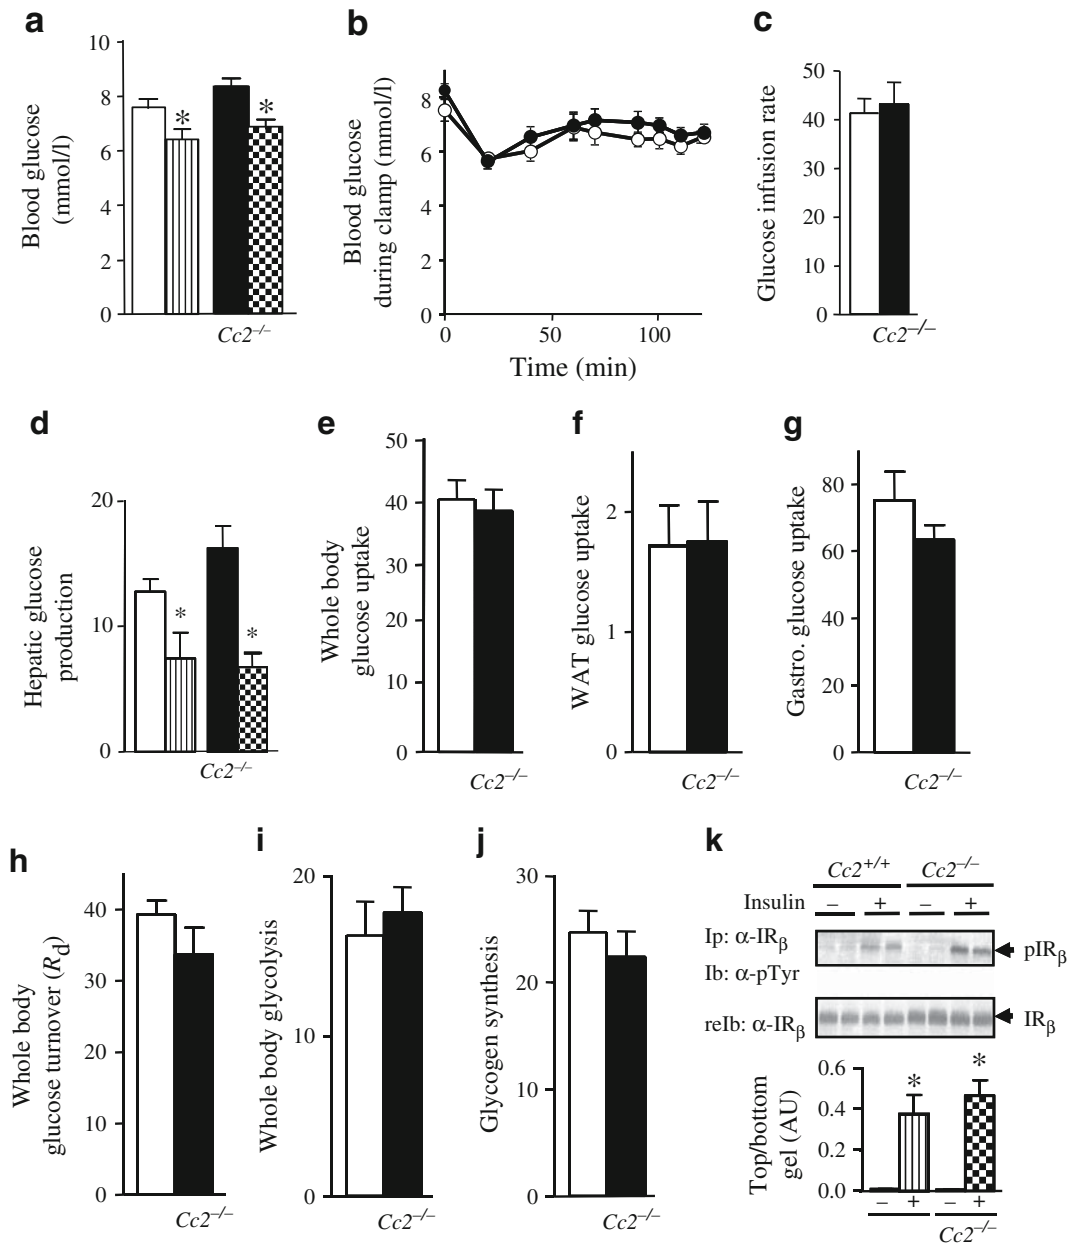 a
10
8
6
4
2
0
Blood glucose
(mmol/l)
*
*
Cc2–/–
b
8
6
4
2
0
Blood glucose
during clamp (mmol/l)
0
50
100
Time (min)
c
50
40
30
20
10
0
Glucose infusion rate
Cc2–/–
d
20
10
0
Hepatic glucose
production
*
*
Cc2–/–
e
50
40
30
20
10
0
Whole body
glucose uptake
Cc2–/–
f
2
1
0
WAT glucose uptake
Cc2–/–
g
80
60
40
20
0
Gastro. glucose uptake
Cc2–/–
h
40
30
20
10
0
Whole body
glucose turnover (Rd)
Cc2–/–
i
20
10
0
Whole body glycolysis
Cc2–/–
j
30
20
10
0
Glycogen synthesis
Cc2–/–
k
Cc2+/+ Cc2–/–
Insulin – + – +
Ip: α-IRβ
Ib: α-pTyr
pIRβ
reIb: α-IRβ
IRβ
0.6
0.4
0.2
0.0
Top/bottom
gel (AU)
*
*
– + – +
Cc2–/–